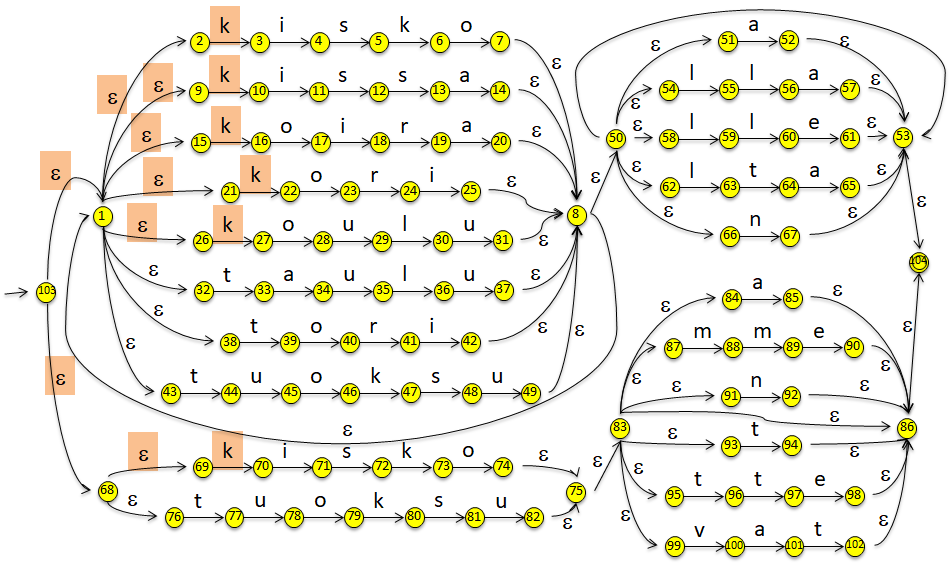 k i s k o a
ε 2 3 4 5 6 7 ε ε 51 52 ε
k i s s a l l a
ε ε 9 10 11 12 13 14 ε ε 54 55 56 57 ε
k o i r a l l e
ε 15 16 17 18 19 20 ε 50 ε 58 59 60 61 ε 53
k o r i l t a
ε ε 21 22 23 24 25 ε ε ε 62 63 64 65 ε
k o u l u n
1 ε 26 27 28 29 30 31 ε 8 ε 66 67 ε ε
t a u l u a
103 ε 32 33 34 35 36 37 ε 104
t o r i m m e
ε 38 39 40 41 42 ε ε ε 84 85 ε ε
t u o k s u n
ε ε 43 44 45 46 47 48 49 ε 87 88 89 90 ε
ε ε 91 92 ε
k i s k o t
ε 69 70 71 72 73 74 ε 83 ε 93 94 ε 86
t u o k s u t t e
68 ε 76 77 78 79 80 81 82 ε 75 ε ε 95 96 97 98 ε
v a t
ε 99 100 101 102 ε